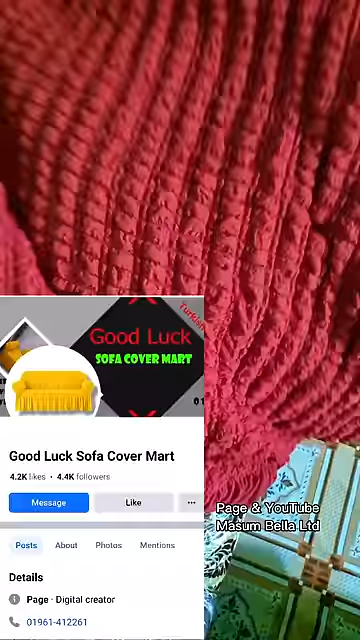 Turkish
Good Luck
SOFA COVER MART
01
Good Luck Sofa Cover Mart
4.2K likes • 4.4K followers
Message
Like
Posts
About
Photos
Mentions
Details
Page · Digital creator
01961-412261
Page & YouTube
Masum Bella Ltd